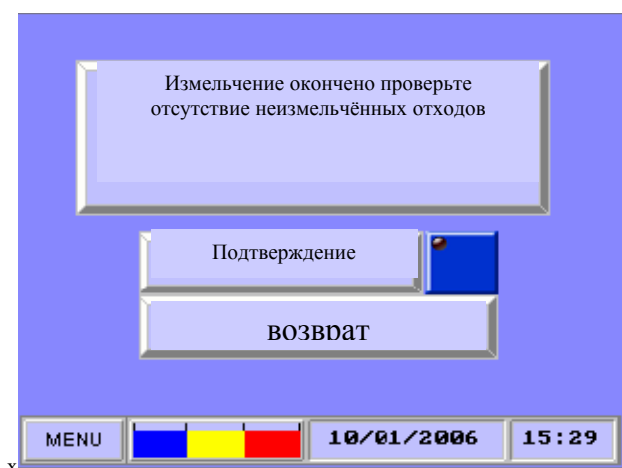 Измельчение окончено проверьте
отсутствие неизмельчённых отходов
Подтверждение
возврат
MENU 10/01/2006 15:29
x